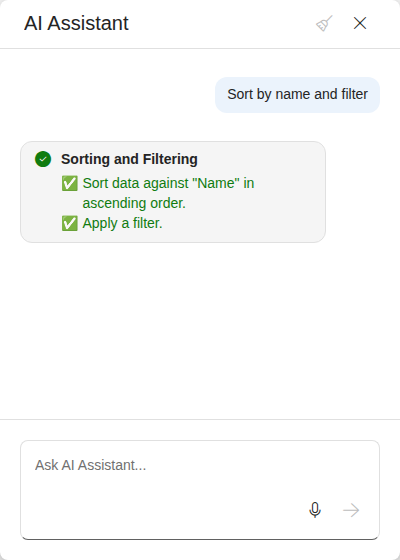 AI Assistant
Sort by name and filter
Sorting and Filtering
✅ Sort data against "Name" in
ascending order.
✅ Apply a filter.
Ask AI Assistant...